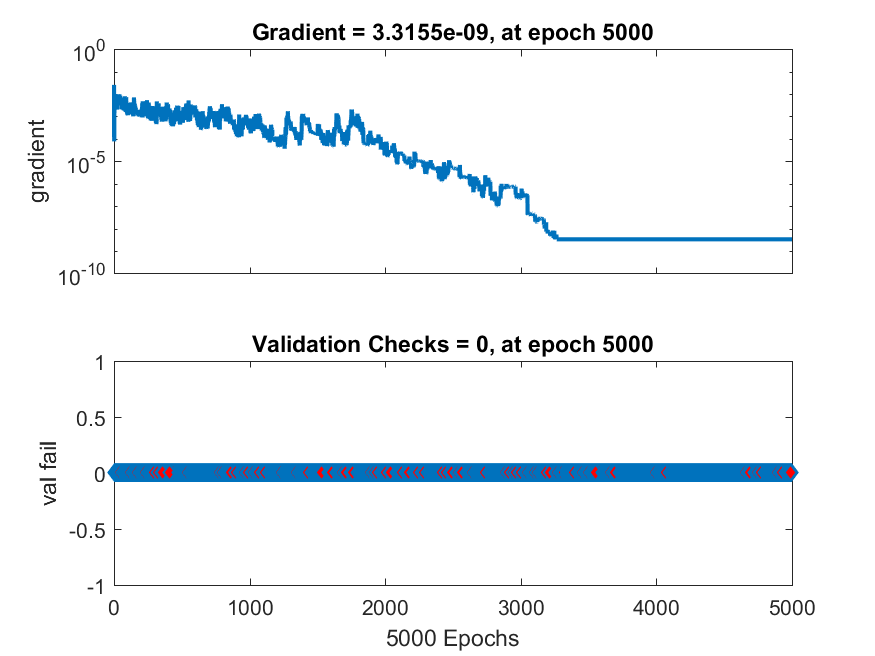 Gradient = 3.3155e-09, at epoch 5000
10^0
10^-5
10^-10
gradient
Validation Checks = 0, at epoch 5000
1
0.5
0
-0.5
-1
val fail
0 1000 2000 3000 4000 5000
5000 Epochs